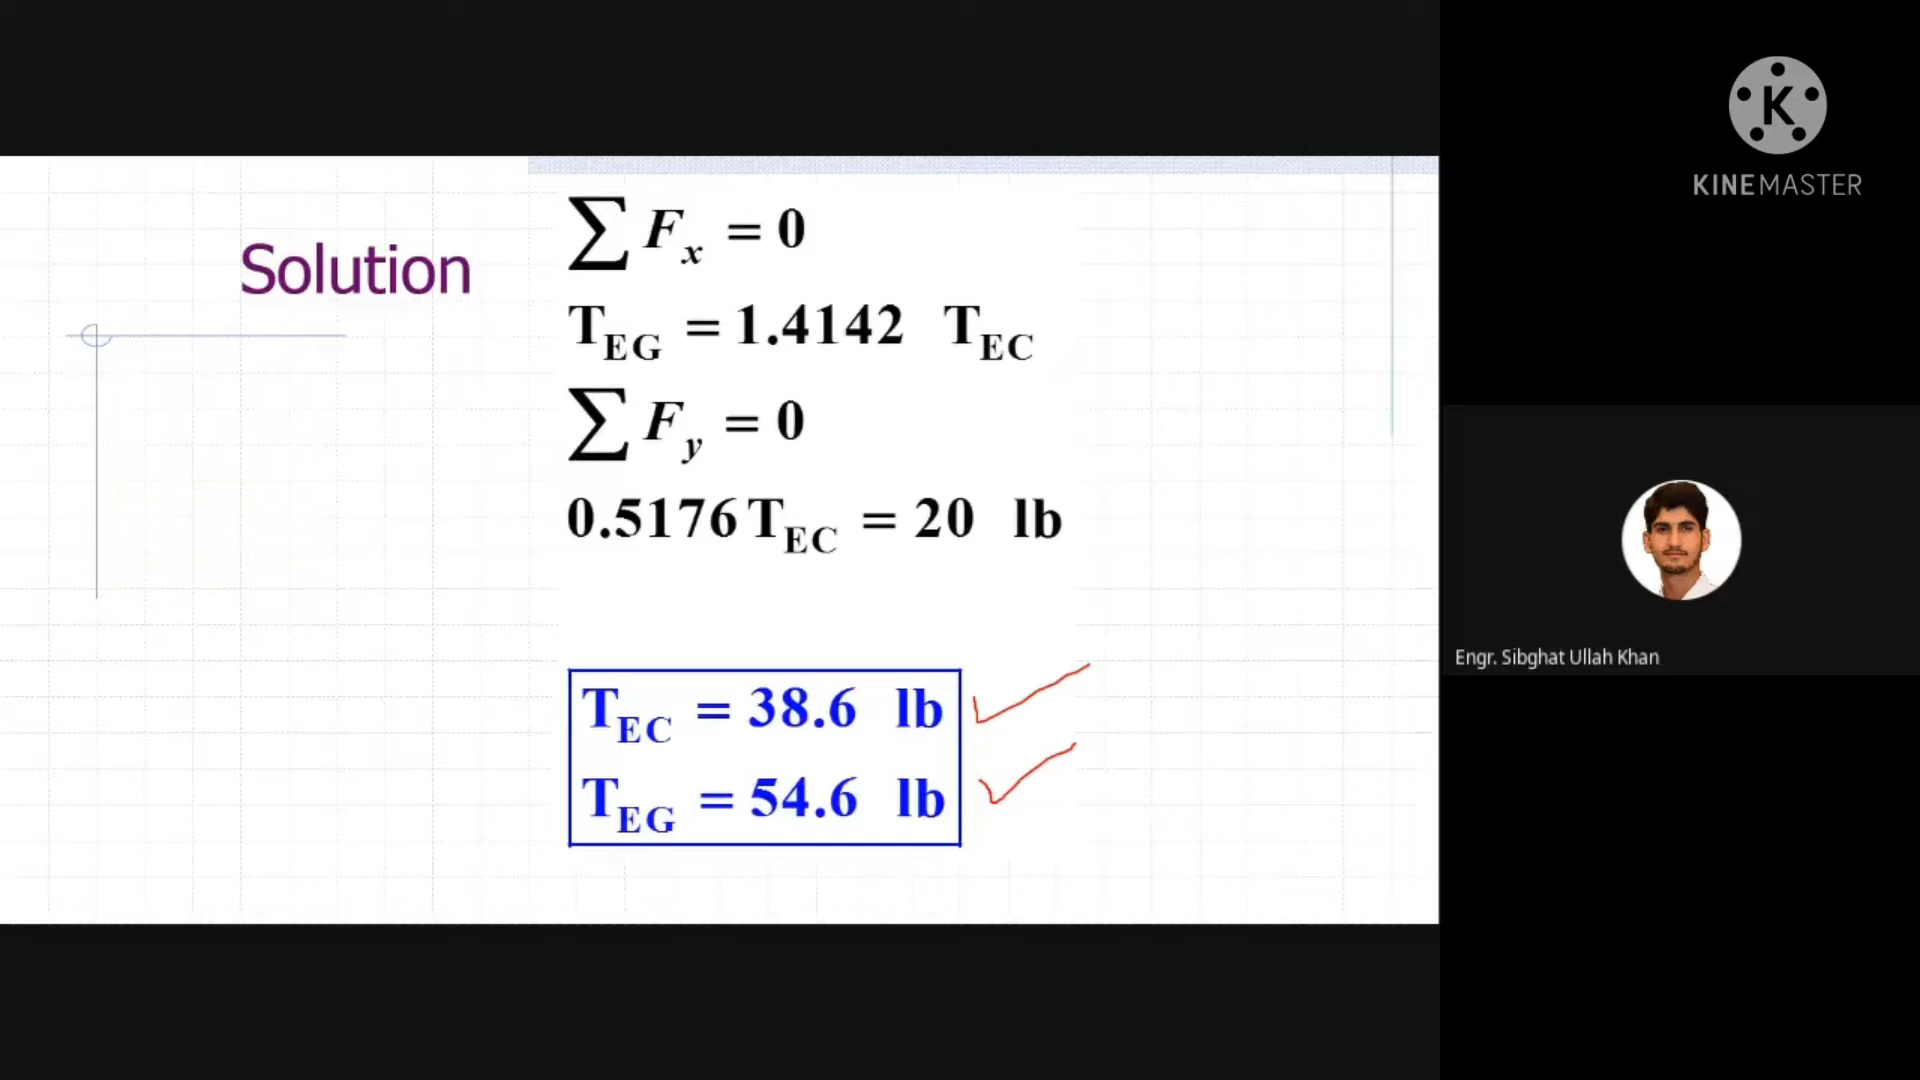 Solution
∑ Fx = 0
TEG = 1.4142 TEC
∑ Fy = 0
0.5176 TEC = 20 lb
TEC = 38.6 lb
TEG = 54.6 lb
K
KINEMASTER
Engr. Sibghat Ullah Khan